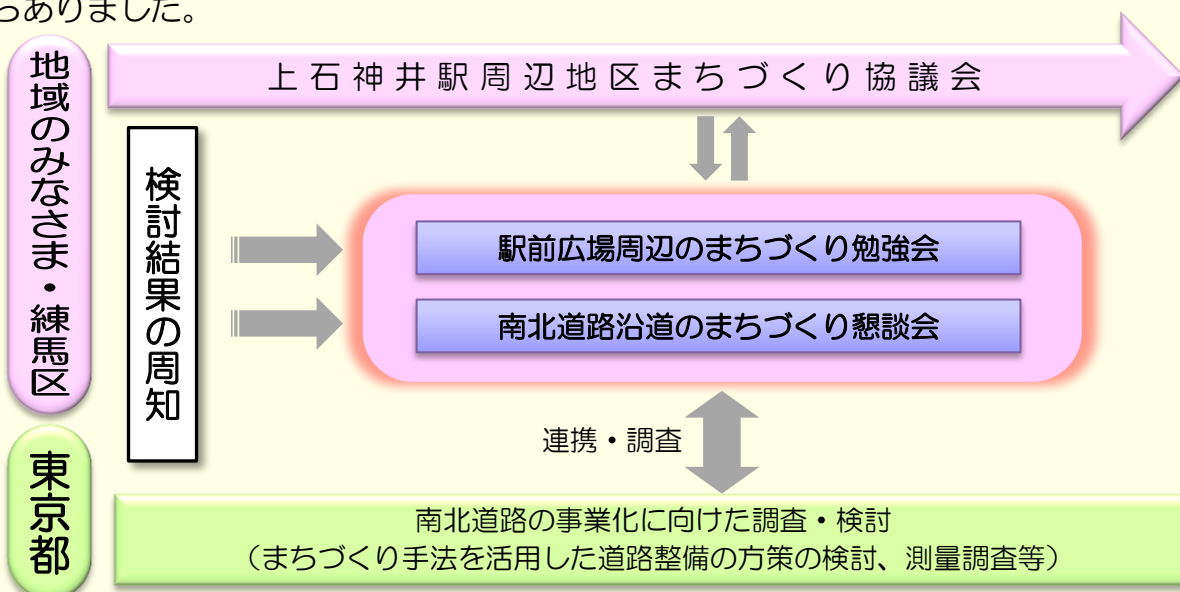 らありました。
地域のみなさま・練馬区
上石神井駅周辺地区まちづくり協議会
検討結果の周知
駅前広場周辺のまちづくり勉強会
南北道路沿道のまちづくり懇談会
連携・調査
東京都
南北道路の事業化に向けた調査・検討
（まちづくり手法を活用した道路整備の方策の検討、測量調査等）